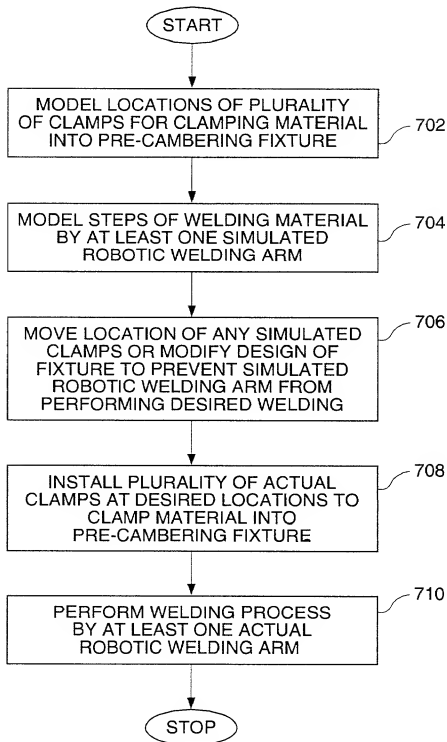 START
MODEL LOCATIONS OF PLURALITY
OF CLAMPS FOR CLAMPING MATERIAL
INTO PRE-CAMBERING FIXTURE
702
MODEL STEPS OF WELDING MATERIAL
BY AT LEAST ONE SIMULATED
ROBOTIC WELDING ARM
704
MOVE LOCATION OF ANY SIMULATED
CLAMPS OR MODIFY DESIGN OF
FIXTURE TO PREVENT SIMULATED
ROBOTIC WELDING ARM FROM
PERFORMING DESIRED WELDING
706
INSTALL PLURALITY OF ACTUAL
CLAMPS AT DESIRED LOCATIONS TO
CLAMP MATERIAL INTO
PRE-CAMBERING FIXTURE
708
PERFORM WELDING PROCESS
BY AT LEAST ONE ACTUAL
ROBOTIC WELDING ARM
710
STOP